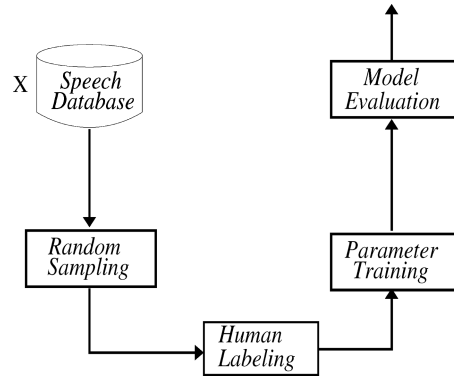 X
Speech
Database
Random
Sampling
Human
Labeling
Parameter
Training
Model
Evaluation